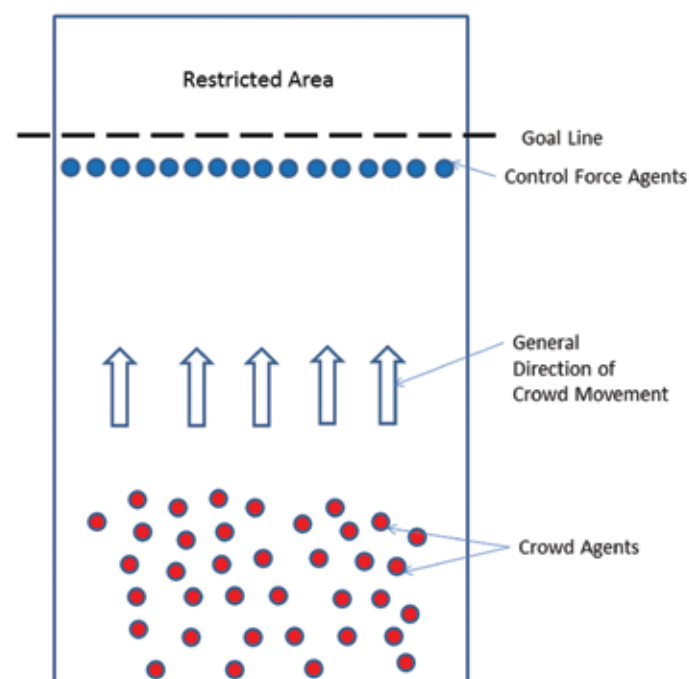 Restricted Area
Goal Line
Control Force Agents
General
Direction of
Crowd Movement
Crowd Agents